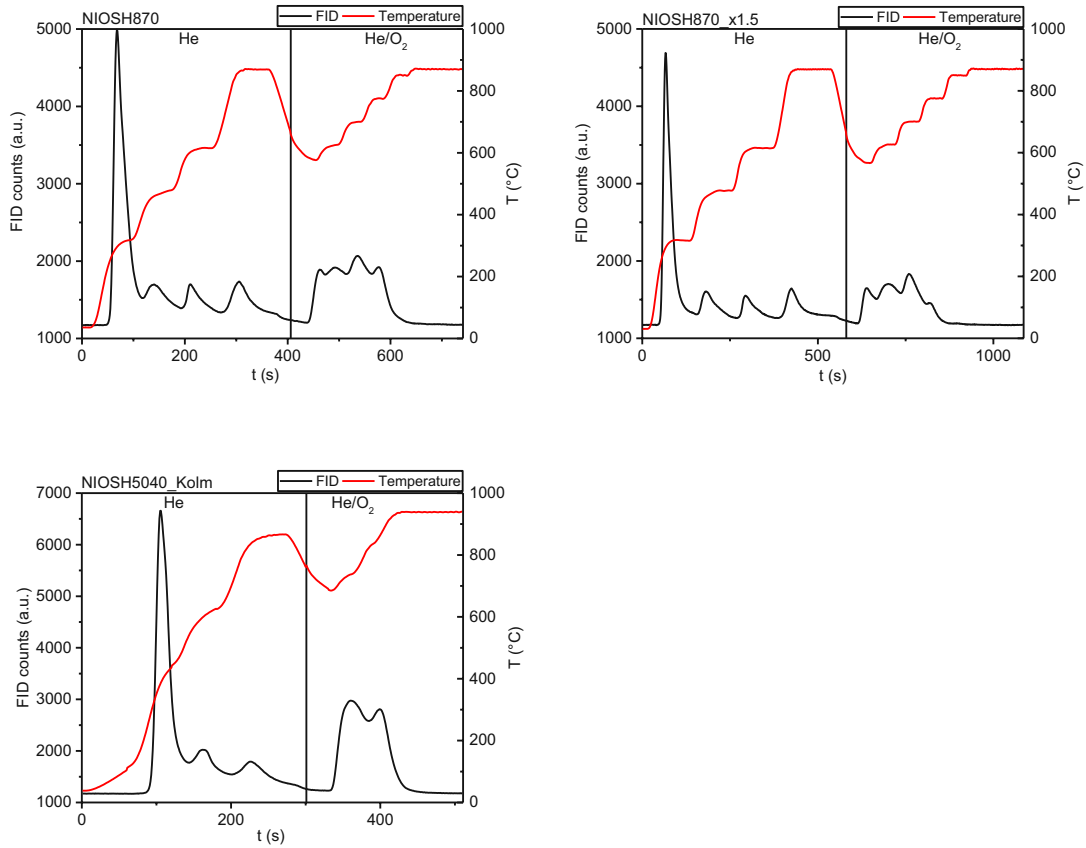 NIOSH870
FID Temperature
He
He/O₂
5000
4000
3000
2000
1000
1000
800
600
400
200
0
0 200 400 600
FID counts (a.u.)
T (°C)
t (s)
NIOSH870_x1.5
FID Temperature
He
He/O₂
5000
4000
3000
2000
1000
1000
800
600
400
200
0
0 500 1000
FID counts (a.u.)
T (°C)
t (s)
NIOSH5040_Kolm
FID Temperature
He
He/O₂
7000
6000
5000
4000
3000
2000
1000
1000
800
600
400
200
0
0 200 400
FID counts (a.u.)
T (°C)
t (s)